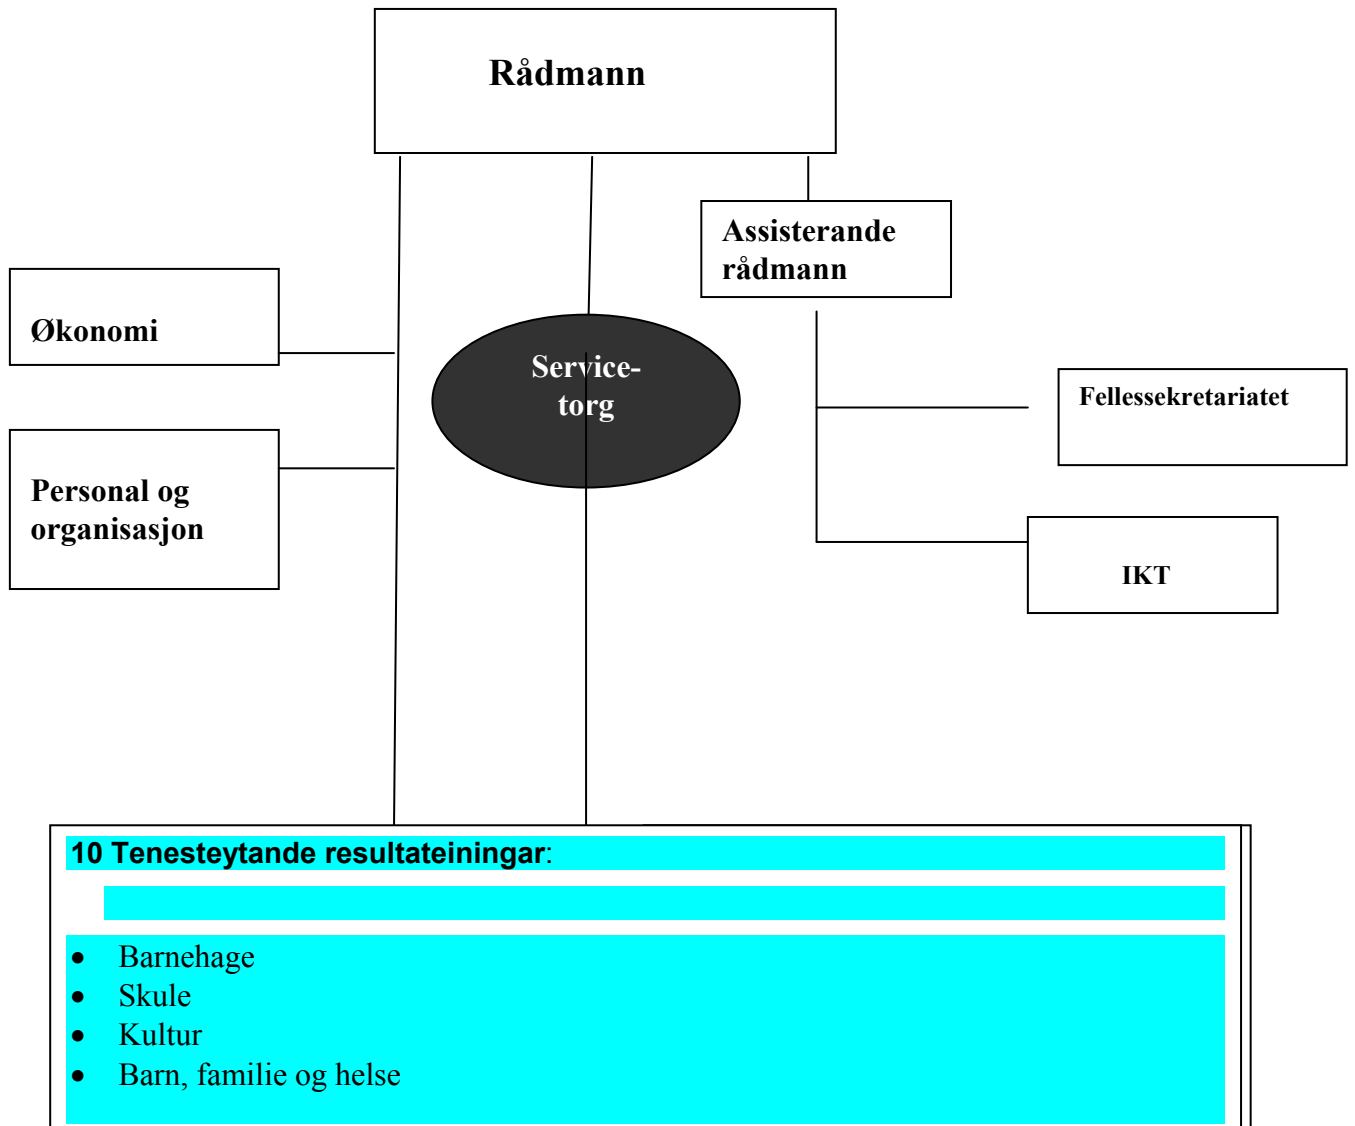 Rådmann
Assisterande
rådmann
Økonomi
Service-
torg
Fellessekretariatet
Personal og
organisasjon
IKT
10 Tenesteytande resultateiningar:
• Barnehage
• Skule
• Kultur
• Barn, familie og helse